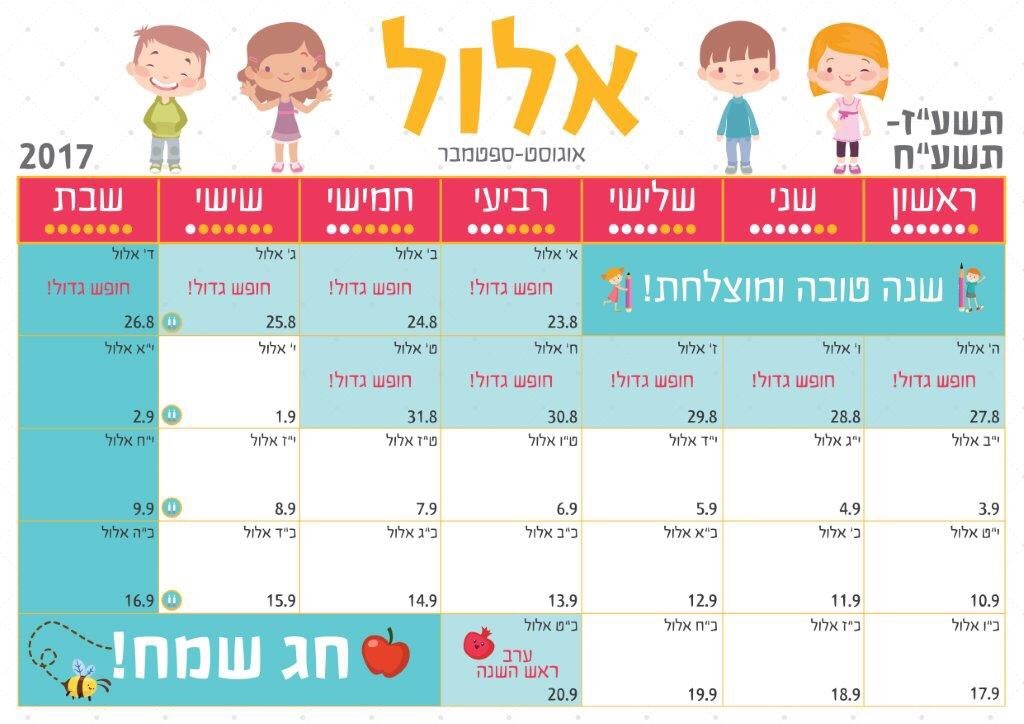 אלול
אוגוסט-ספטמבר
תשע"ז-
תשע"ח
2017
ראשון שני שלישי רביעי חמישי שישי שבת
שנה טובה ומוצלחת!
א' אלול ב' אלול ג' אלול ד' אלול
חופש גדול! חופש גדול! חופש גדול! חופש גדול!
23.8 24.8 25.8 26.8
ה' אלול ו' אלול ז' אלול ח' אלול ט' אלול י' אלול י"א אלול
חופש גדול! חופש גדול! חופש גדול! חופש גדול! חופש גדול!
27.8 28.8 29.8 30.8 31.8 1.9 2.9
י"ב אלול י"ג אלול י"ד אלול ט"ו אלול ט"ז אלול י"ז אלול י"ח אלול
3.9 4.9 5.9 6.9 7.9 8.9 9.9
י"ט אלול כ' אלול כ"א אלול כ"ב אלול כ"ג אלול כ"ד אלול כ"ה אלול
10.9 11.9 12.9 13.9 14.9 15.9 16.9
כ"ו אלול כ"ז אלול כ"ח אלול כ"ט אלול
ערב
ראש השנה
17.9 18.9 19.9 20.9
חג שמח!